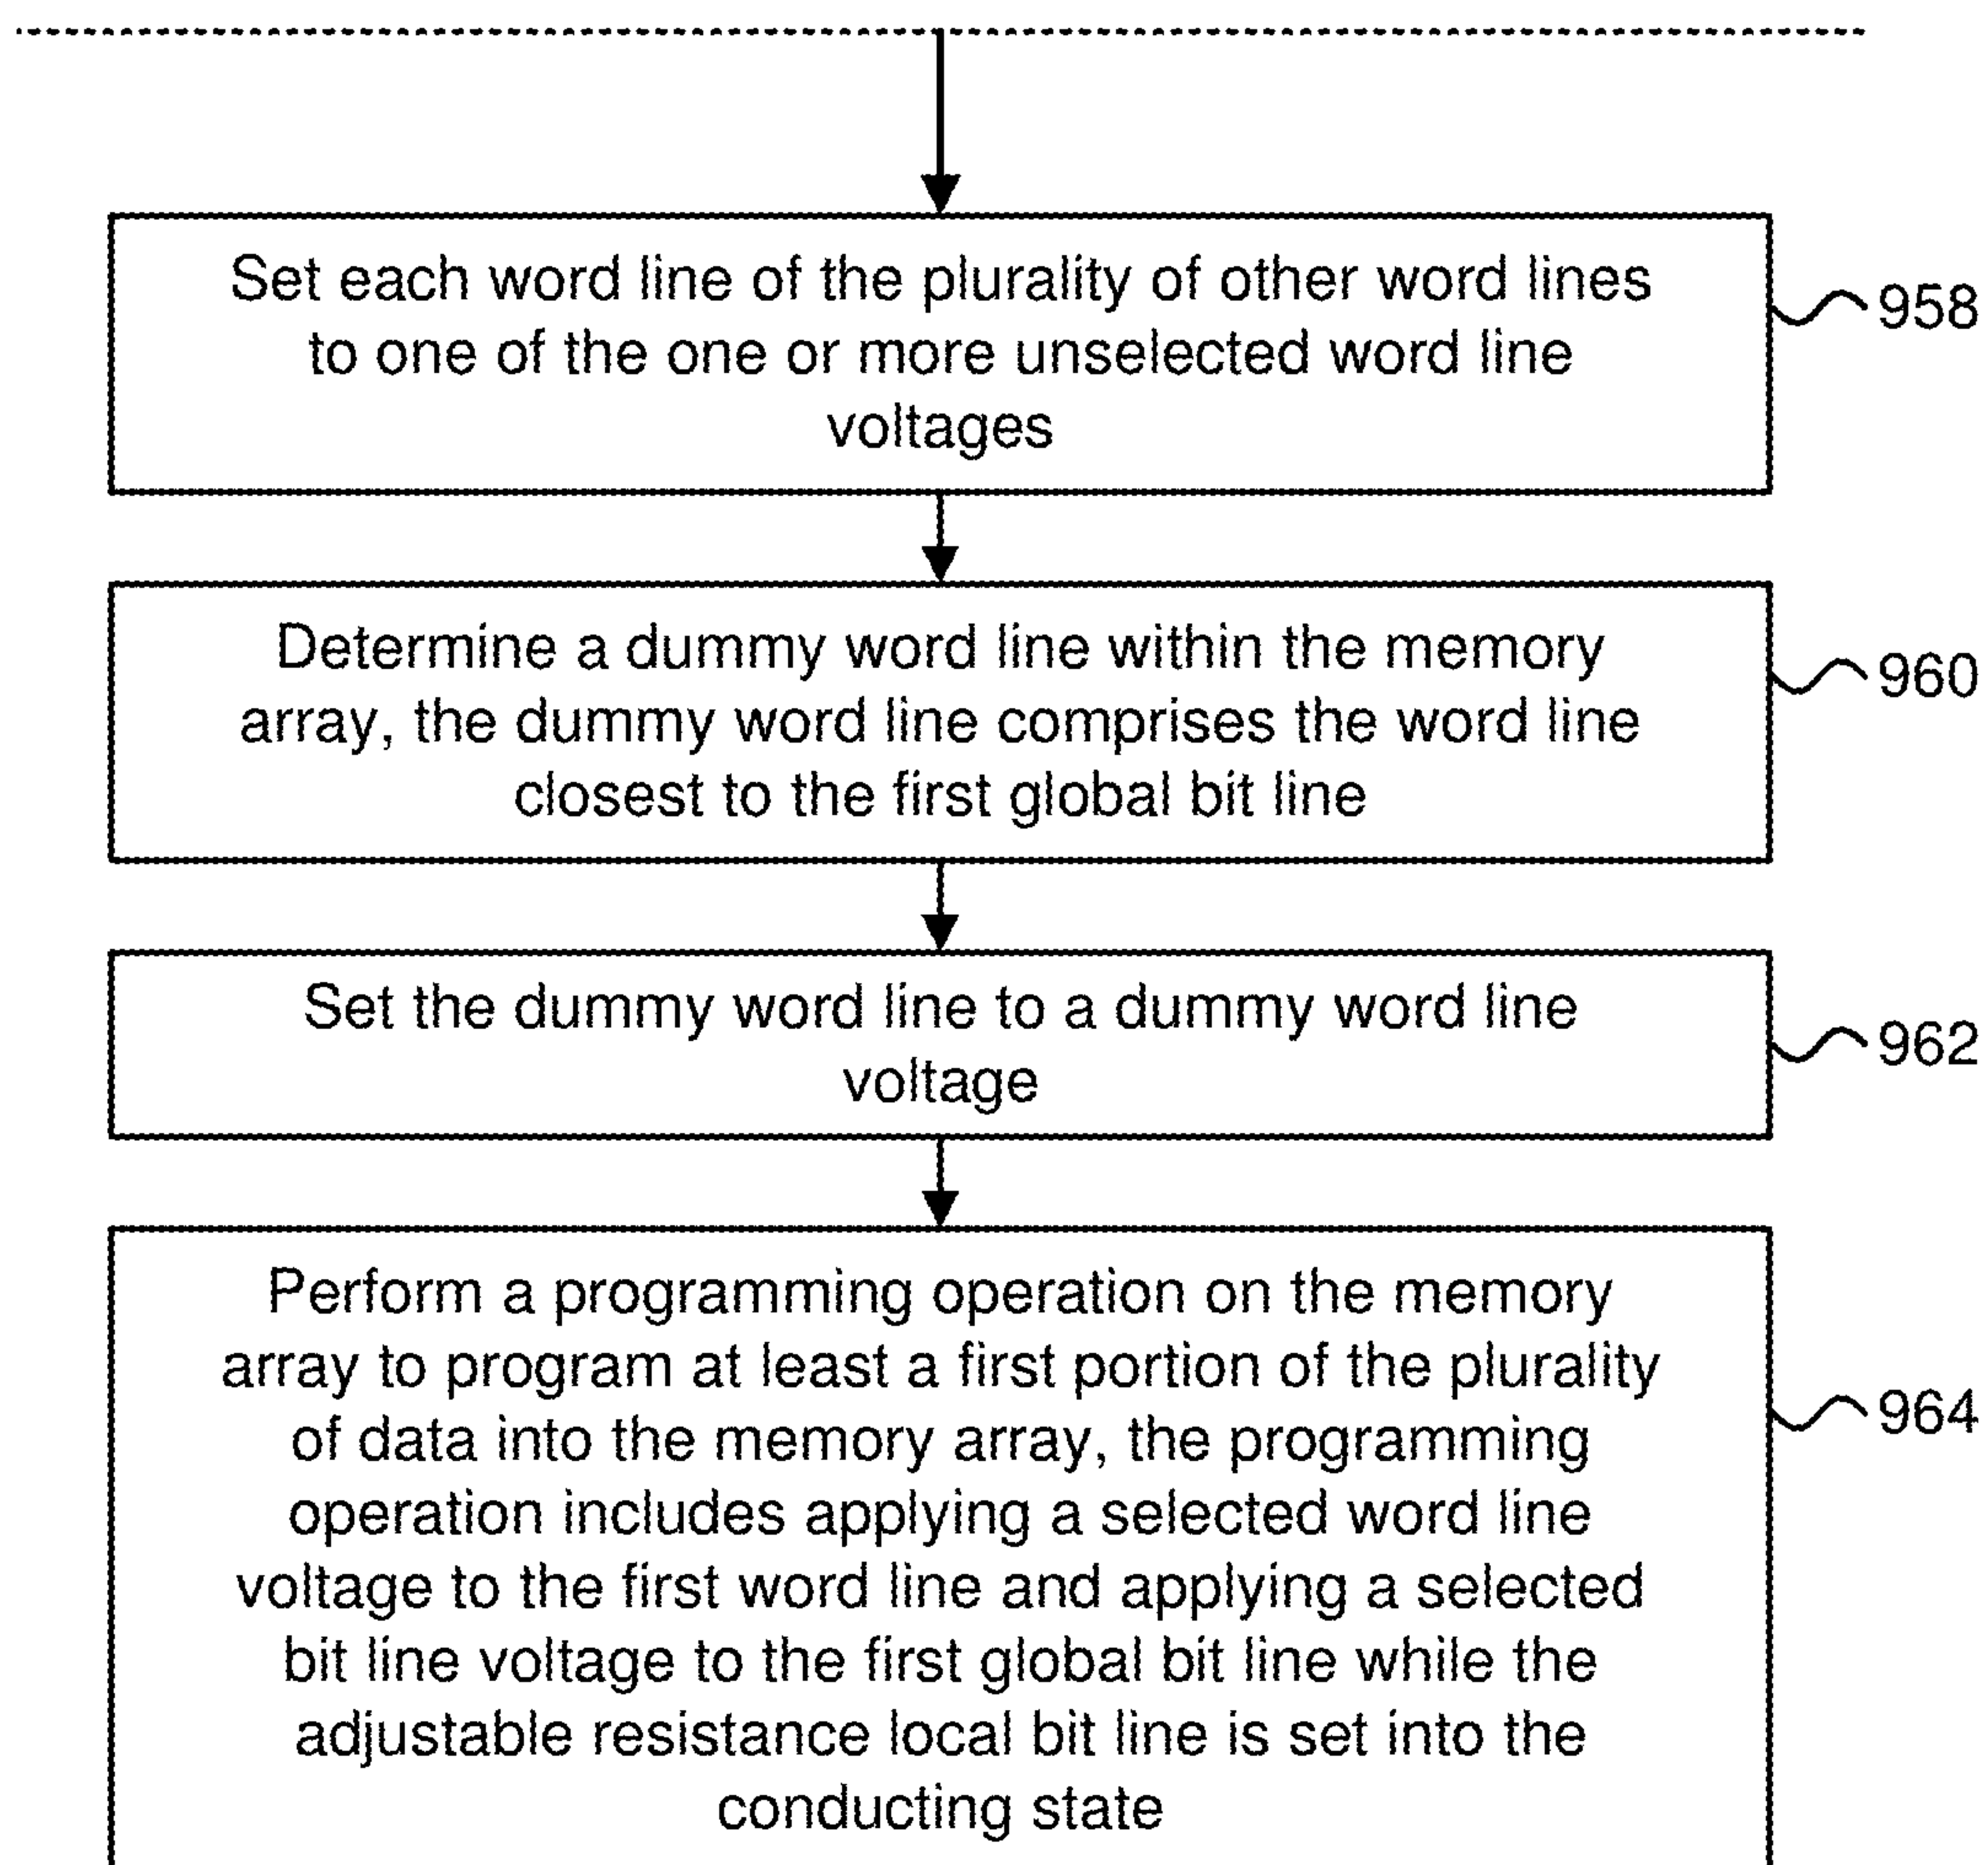 Set each word line of the plurality of other word lines
to one of the one or more unselected word line
voltages
958
Determine a dummy word line within the memory
array, the dummy word line comprises the word line
closest to the first global bit line
960
Set the dummy word line to a dummy word line
voltage
962
Perform a programming operation on the memory
array to program at least a first portion of the plurality
of data into the memory array, the programming
operation includes applying a selected word line
voltage to the first word line and applying a selected
bit line voltage to the first global bit line while the
adjustable resistance local bit line is set into the
conducting state
964